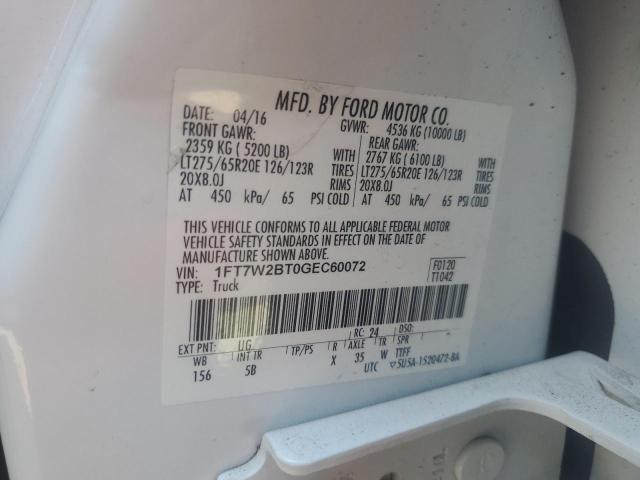 MFD. BY FORD MOTOR CO.
DATE: 04/16 GVWR: 4536 KG (10000 LB)
FRONT GAWR: REAR GAWR:
2359 KG ( 5200 LB) WITH 2767 KG ( 6100 LB) WITH
LT275/65R20E 126/123R TIRES LT275/65R20E 126/123R TIRES
20X8.0J RIMS 20X8.0J RIMS
AT 450 kPa/ 65 PSI COLD AT 450 kPa/ 65 PSI COLD
THIS VEHICLE CONFORMS TO ALL APPLICABLE FEDERAL MOTOR
VEHICLE SAFETY STANDARDS IN EFFECT ON THE DATE OF
MANUFACTURE SHOWN ABOVE.
VIN: 1FT7W2BT0GEC60072 F0120
TYPE: Truck T1042
RC: 24 DSO:
EXT PNT: UG
WB INT TR TP/PS R AXLE TR SPR
156 5B X 35 W TTFF
UTC ▽5U5A-1520472-BA